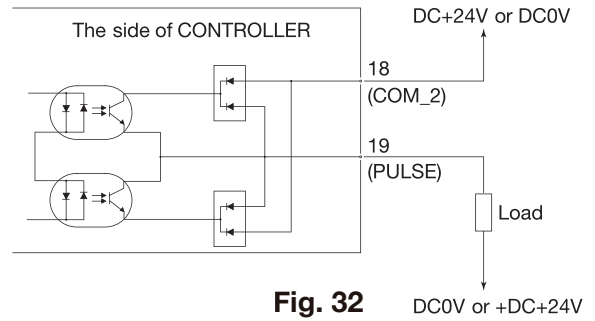 DC+24V or DC0V
The side of CONTROLLER
18
(COM_2)
19
(PULSE)
Load
Fig. 32
DC0V or +DC+24V